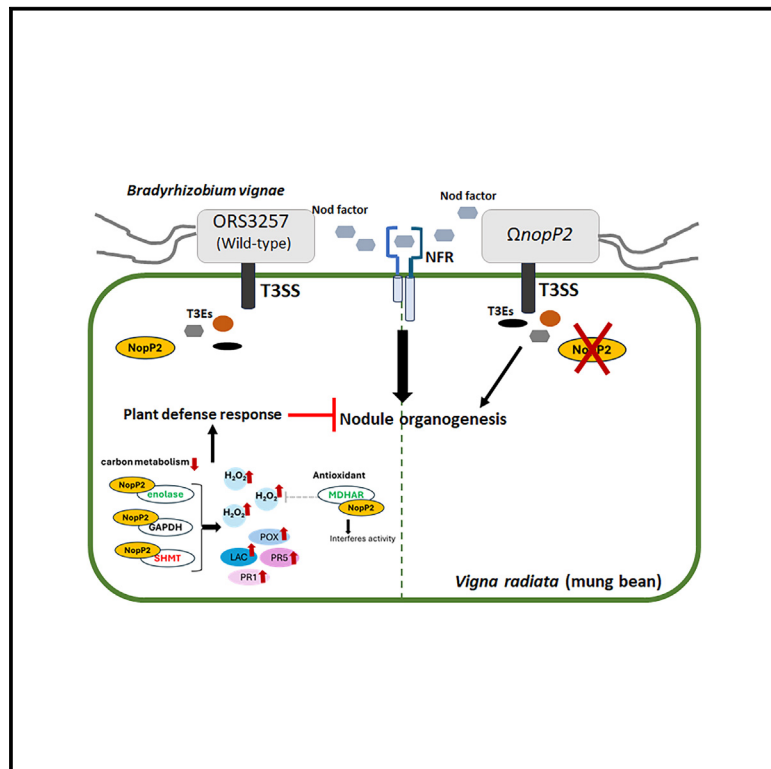 Bradyrhizobium vignae
Nod factor
Nod factor
ORS3257
(Wild-type)
ΩnopP2
NFR
T3SS
T3SS
T3Es
T3Es
NopP2
NopP2
Plant defense response
Nodule organogenesis
carbon metabolism
NopP2
enolase
NopP2
GAPDH
NopP2
SHMT
H₂O₂
H₂O₂
H₂O₂
POX
LAC
PR5
PR1
Antioxidant
MDHAR
NopP2
Interferes activity
Vigna radiata (mung bean)